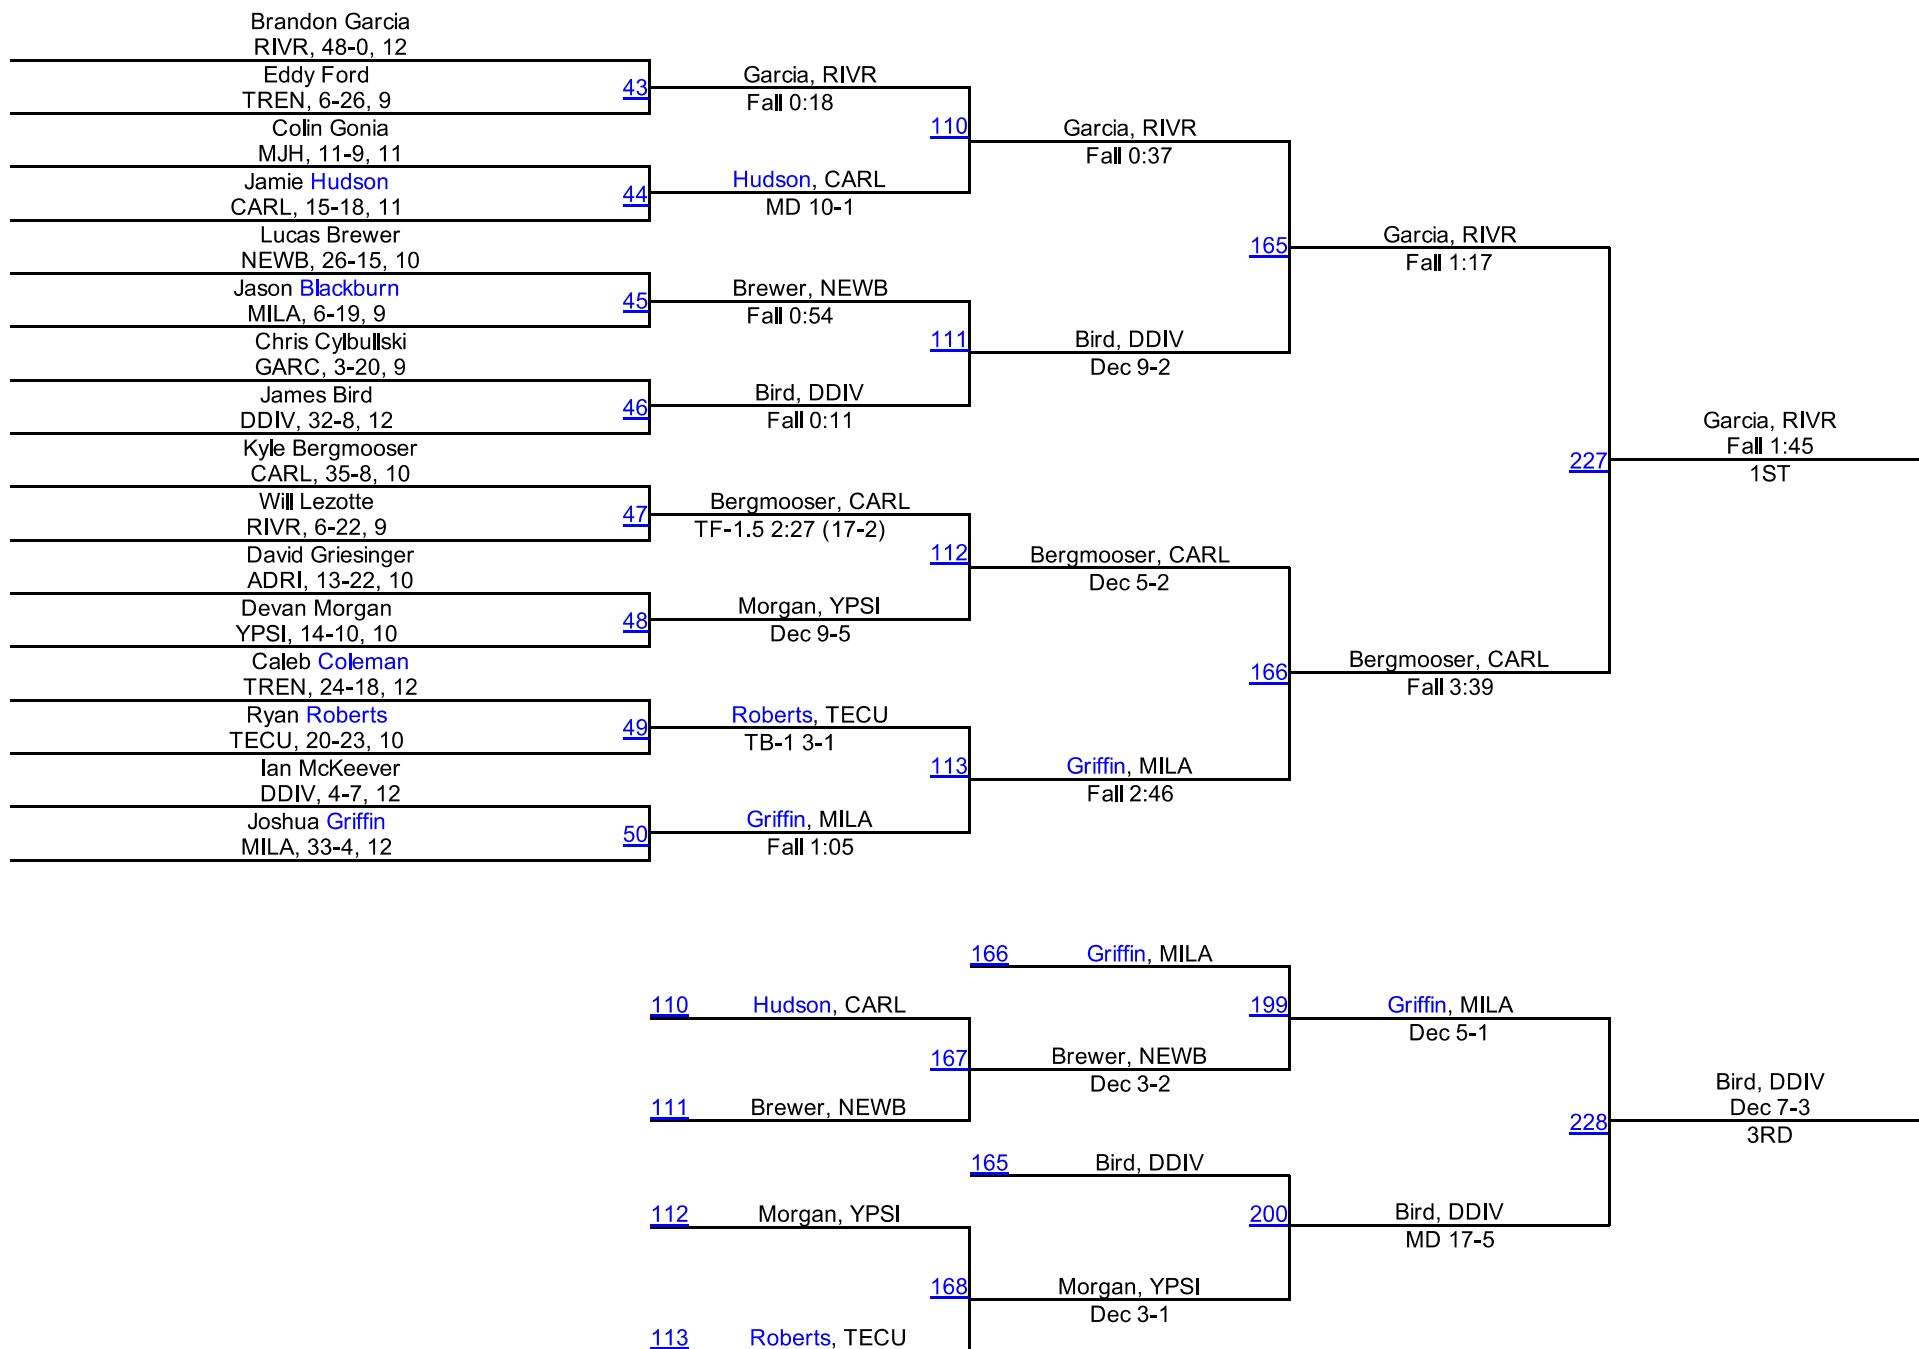 Brandon Garcia
RIVR, 48-0, 12
Eddy Ford
TREN, 6-26, 9
43
Garcia, RIVR
Fall 0:18
Colin Gonia
MJH, 11-9, 11
110
Garcia, RIVR
Fall 0:37
Jamie Hudson
CARL, 15-18, 11
44
Hudson, CARL
MD 10-1
Lucas Brewer
NEWB, 26-15, 10
165
Garcia, RIVR
Fall 1:17
Jason Blackburn
MILA, 6-19, 9
45
Brewer, NEWB
Fall 0:54
Chris Cylbullski
GARC, 3-20, 9
111
Bird, DDIV
Dec 9-2
James Bird
DDIV, 32-8, 12
46
Bird, DDIV
Fall 0:11
Kyle Bergmooser
CARL, 35-8, 10
227
Garcia, RIVR
Fall 1:45
1ST
Will Lezotte
RIVR, 6-22, 9
47
Bergmooser, CARL
TF-1.5 2:27 (17-2)
David Griesinger
ADRI, 13-22, 10
112
Bergmooser, CARL
Dec 5-2
Devan Morgan
YPSI, 14-10, 10
48
Morgan, YPSI
Dec 9-5
Caleb Coleman
TREN, 24-18, 12
166
Bergmooser, CARL
Fall 3:39
Ryan Roberts
TECU, 20-23, 10
49
Roberts, TECU
TB-1 3-1
Ian McKeever
DDIV, 4-7, 12
113
Griffin, MILA
Fall 2:46
Joshua Griffin
MILA, 33-4, 12
50
Griffin, MILA
Fall 1:05
166
Griffin, MILA
110
Hudson, CARL
199
Griffin, MILA
Dec 5-1
167
Brewer, NEWB
Dec 3-2
111
Brewer, NEWB
228
Bird, DDIV
Dec 7-3
3RD
165
Bird, DDIV
112
Morgan, YPSI
200
Bird, DDIV
MD 17-5
168
Morgan, YPSI
Dec 3-1
113
Roberts, TECU